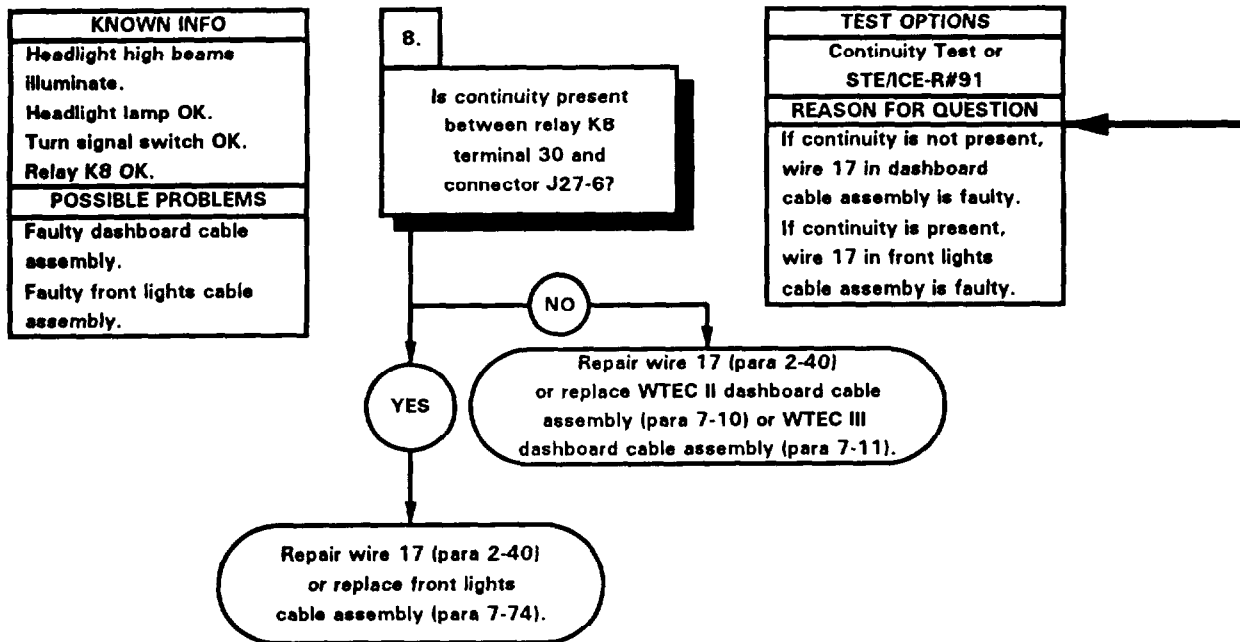 KNOWN INFO
Headlight high beams
illuminate.
Headlight lamp OK.
Turn signal switch OK.
Relay K8 OK.
POSSIBLE PROBLEMS
Faulty dashboard cable
assembly.
Faulty front lights cable
assembly.
8.
Is continuity present
between relay K8
terminal 30 and
connector J27-6?
TEST OPTIONS
Continuity Test or
STE/ICE-R#91
REASON FOR QUESTION
If continuity is not present,
wire 17 in dashboard
cable assembly is faulty.
If continuity is present,
wire 17 in front lights
cable assemby is faulty.
NO
YES
Repair wire 17 (para 2-40)
or replace WTEC II dashboard cable
assembly (para 7-10) or WTEC III
dashboard cable assembly (para 7-11).
Repair wire 17 (para 2-40)
or replace front lights
cable assembly (para 7-74).